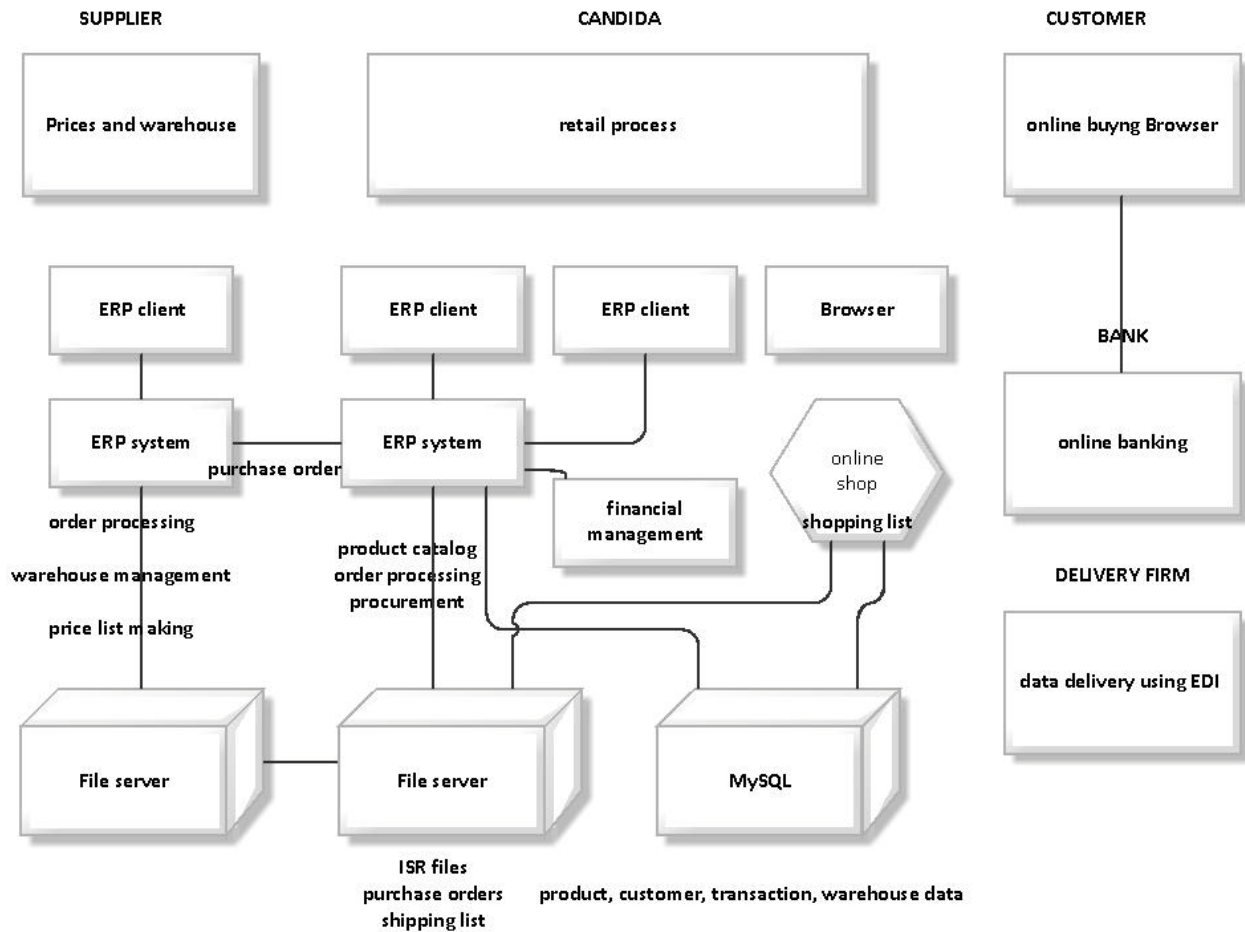 SUPPLIER
CANDIDA
CUSTOMER
Prices and warehouse
retail process
online buyng Browser
ERP client
ERP client
ERP client
Browser
BANK
ERP system
purchase order
ERP system
online
shop
shopping list
online banking
financial
management
order processing
warehouse management
price list making
product catalog
order processing
procurement
DELIVERY FIRM
data delivery using EDI
File server
File server
MySQL
ISR files
purchase orders
shipping list
product, customer, transaction, warehouse data